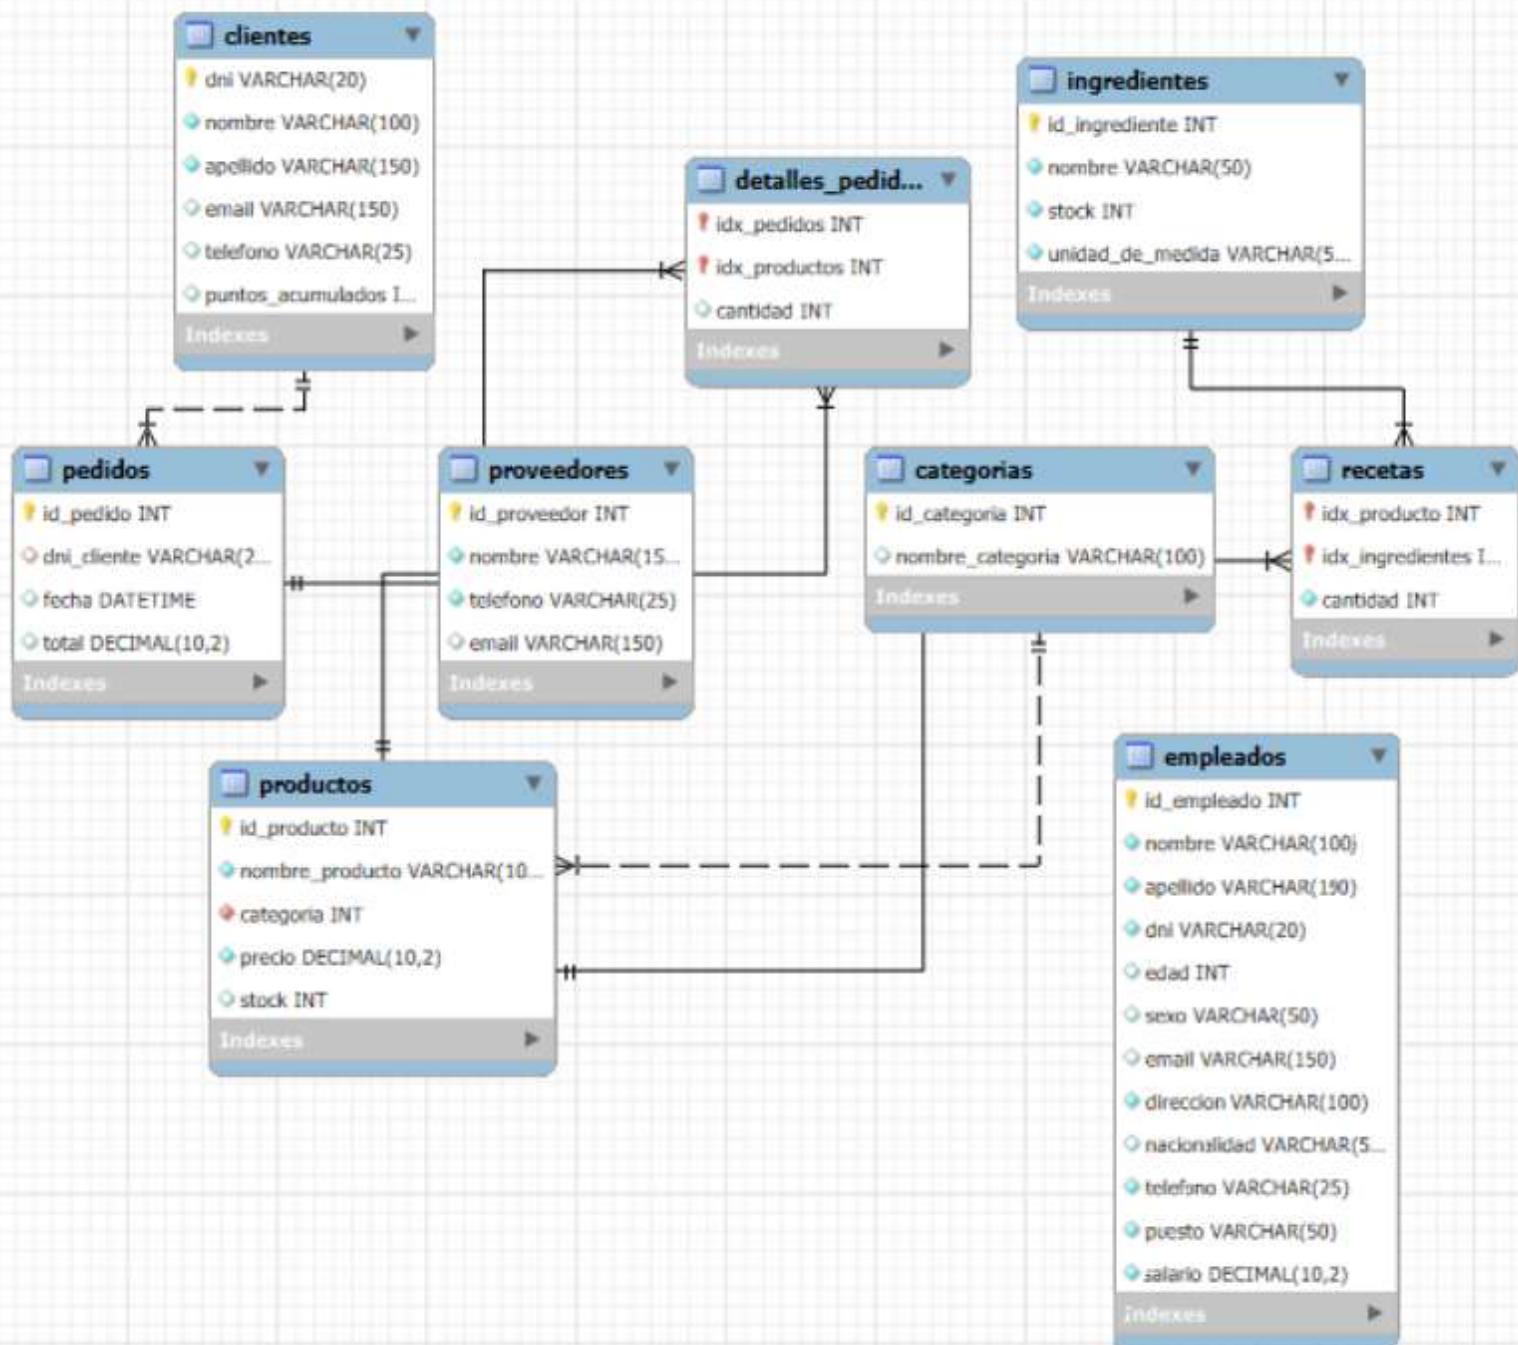 clientes
dni VARCHAR(20)
nombre VARCHAR(100)
apellido VARCHAR(150)
email VARCHAR(150)
telefono VARCHAR(25)
puntos_acumulados I...
Indexes
ingredientes
id_ingrediente INT
nombre VARCHAR(50)
stock INT
unidad_de_medida VARCHAR(5...
Indexes
detalles_pedid...
idx_pedidos INT
idx_productos INT
cantidad INT
Indexes
pedidos
id_pedido INT
dni_cliente VARCHAR(2...
fecha DATETIME
total DECIMAL(10,2)
Indexes
proveedores
id_proveedor INT
nombre VARCHAR(15...
telefono VARCHAR(25)
email VARCHAR(150)
Indexes
categorias
id_categoria INT
nombre_categoria VARCHAR(100)
Indexes
recetas
idx_producto INT
idx_ingredientes I...
cantidad INT
Indexes
productos
id_producto INT
nombre_producto VARCHAR(10...
categoria INT
precio DECIMAL(10,2)
stock INT
Indexes
empleados
id_empleado INT
nombre VARCHAR(100)
apellido VARCHAR(190)
dni VARCHAR(20)
edad INT
sexo VARCHAR(50)
email VARCHAR(150)
direccion VARCHAR(100)
nacionalidad VARCHAR(5...
telefono VARCHAR(25)
puesto VARCHAR(50)
salario DECIMAL(10,2)
Indexes